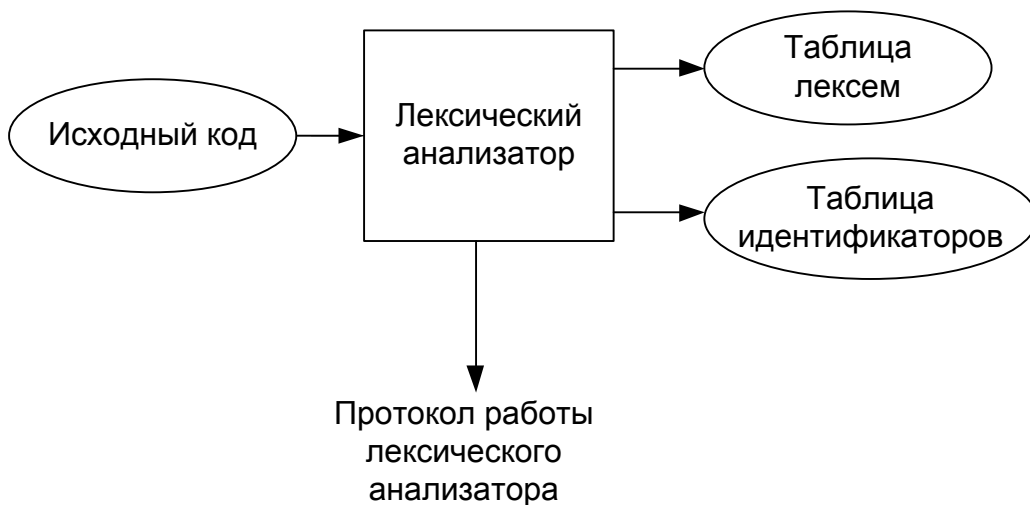 Исходный код
Лексический
анализатор
Таблица
лексем
Таблица
идентификаторов
Протокол работы
лексического
анализатора